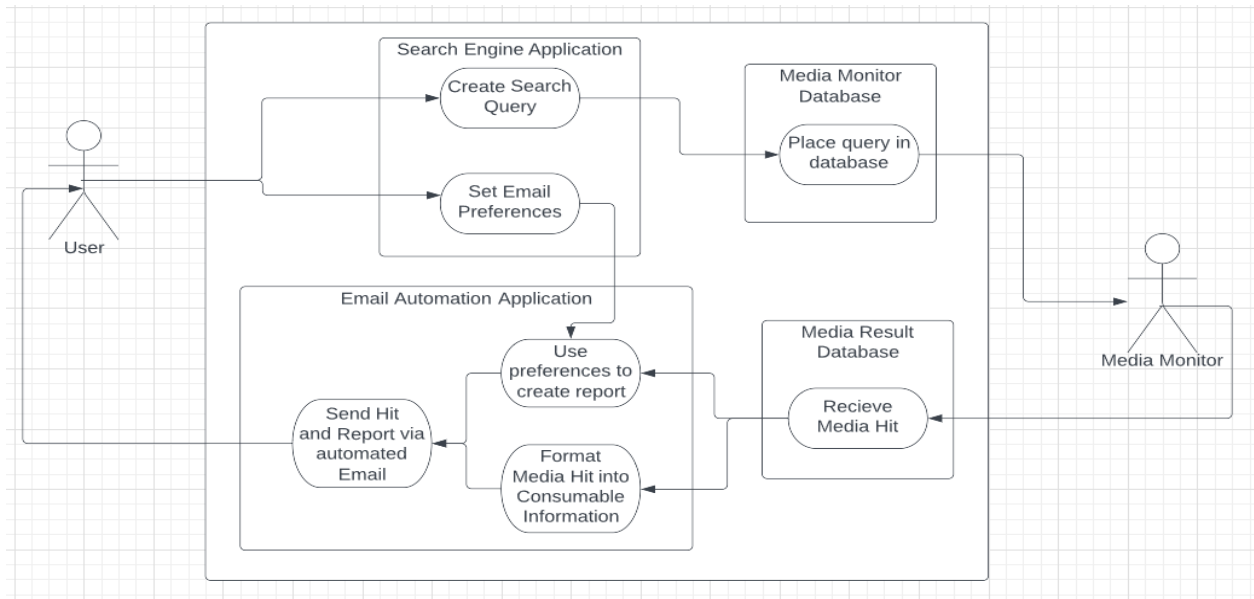 Search Engine Application
Create Search
Query
Set Email
Preferences
Media Monitor
Database
Place query in
database
User
Media Monitor
Email Automation Application
Use
preferences to
create report
Send Hit
and Report via
automated
Email
Format
Media Hit into
Consumable
Information
Media Result
Database
Recieve
Media Hit